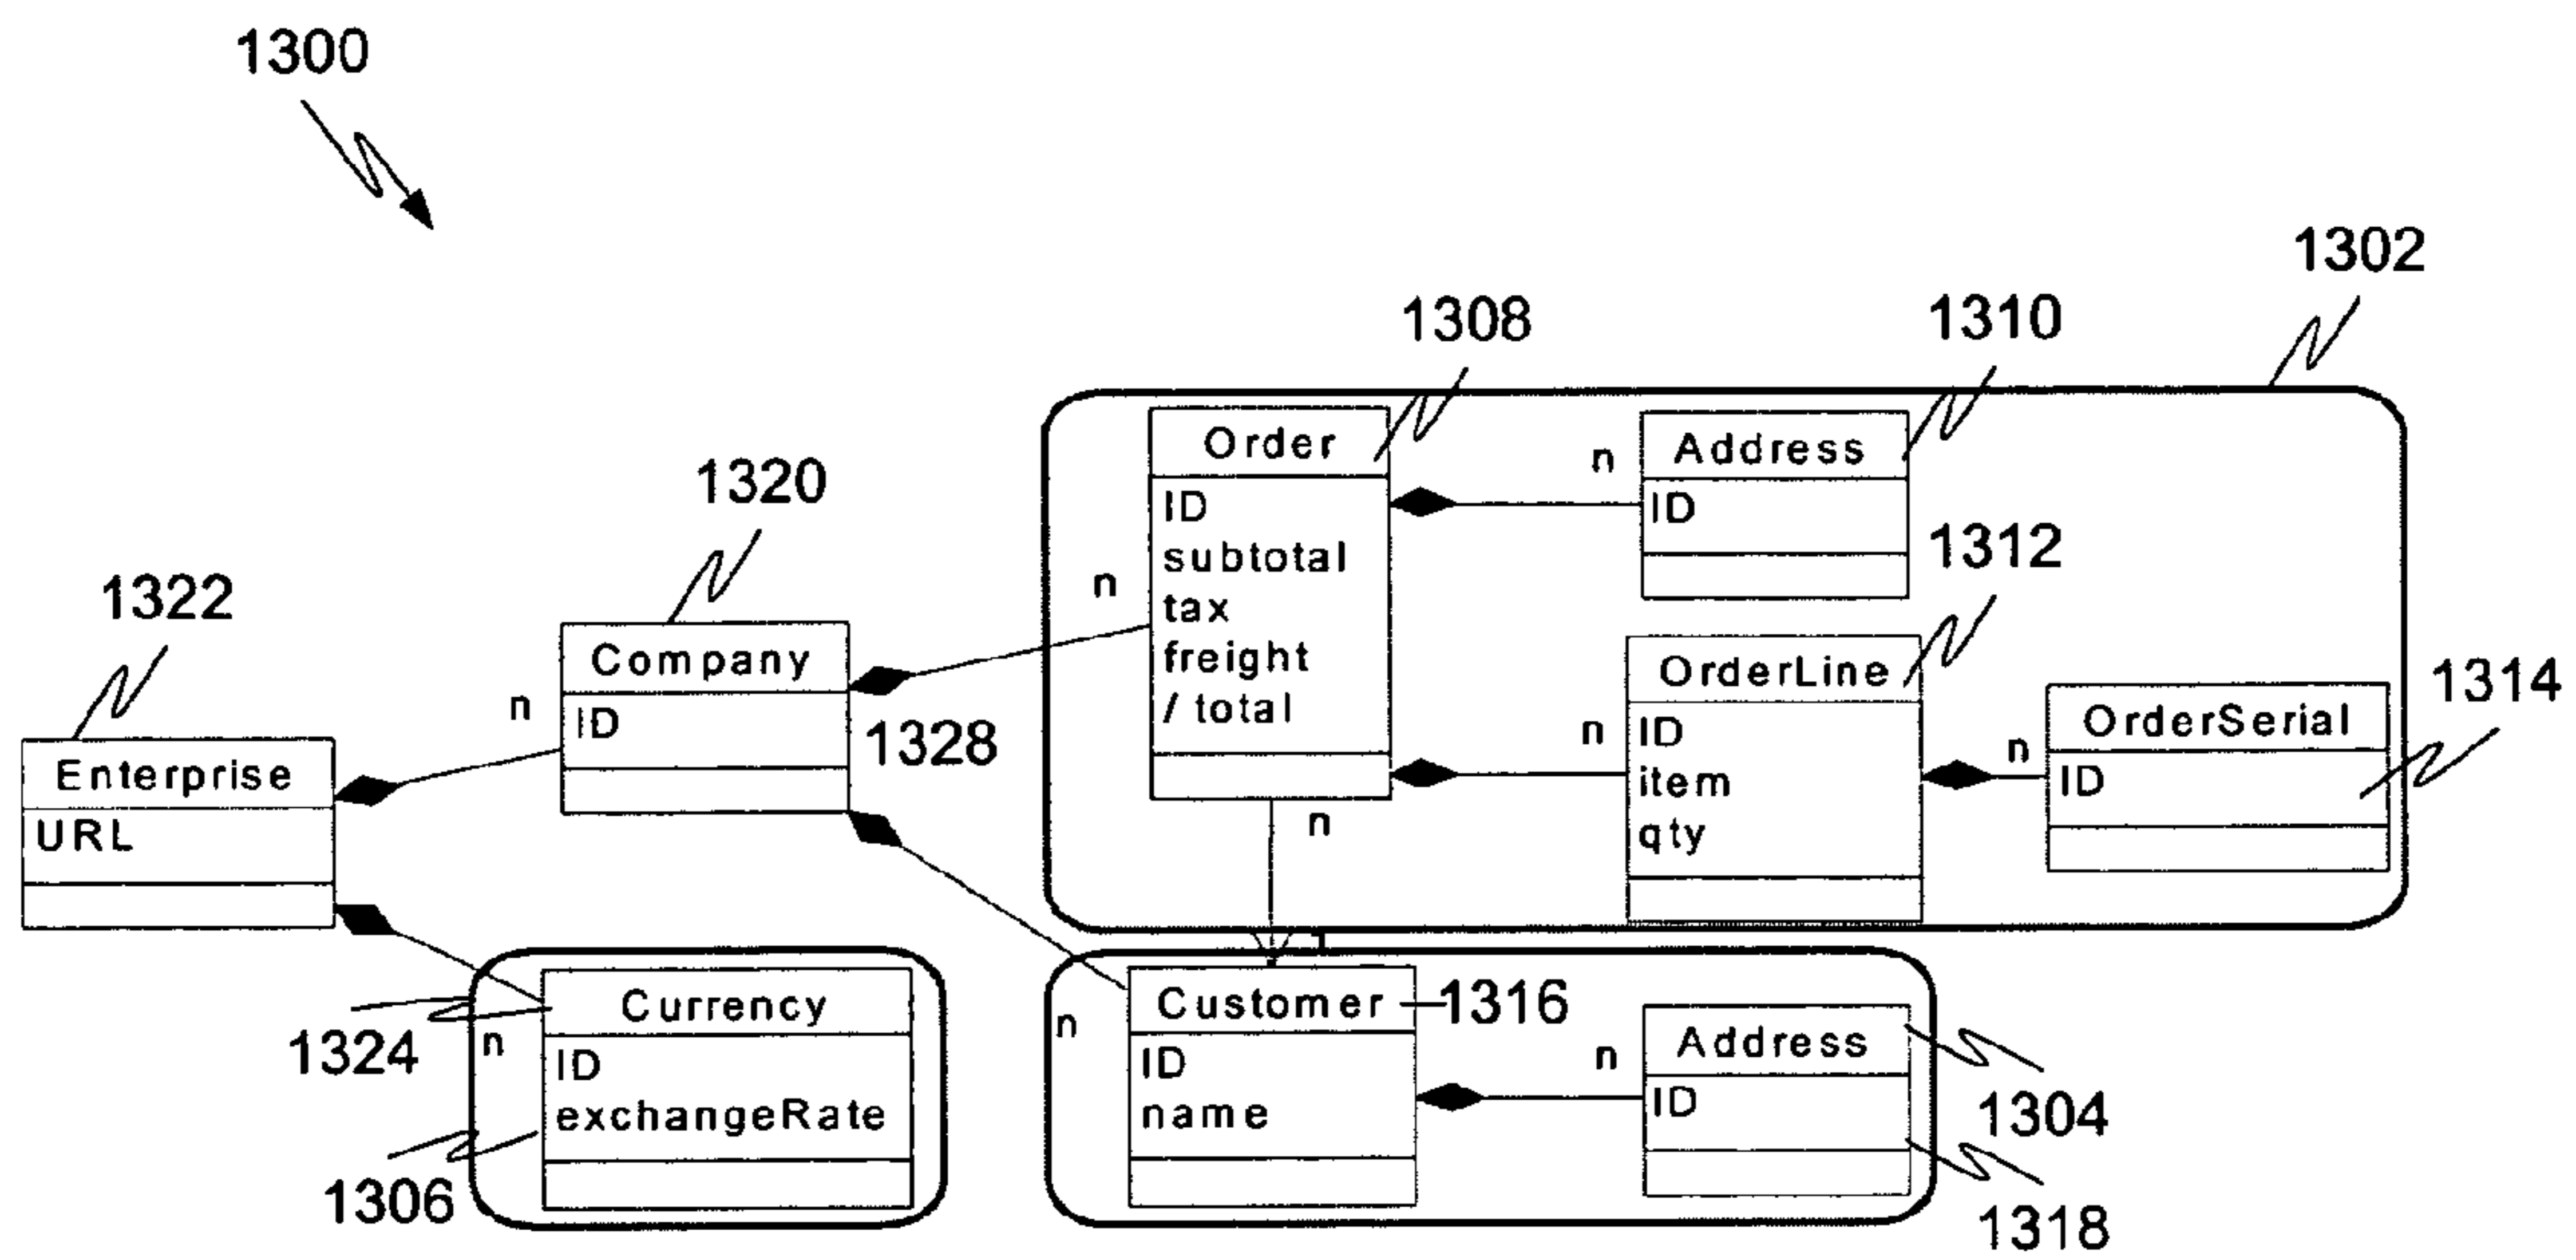 1300
1302
1308
1310
Order
ID
subtotal
tax
freight
/ total
n
n
Address
ID
1312
1320
Company
ID
n
1328
1322
Enterprise
URL
n
OrderLine
ID
item
qty
n
OrderSerial
ID
1314
n
1324
n
Currency
ID
exchangeRate
1306
n
Customer
ID
name
1316
n
Address
ID
1304
1318